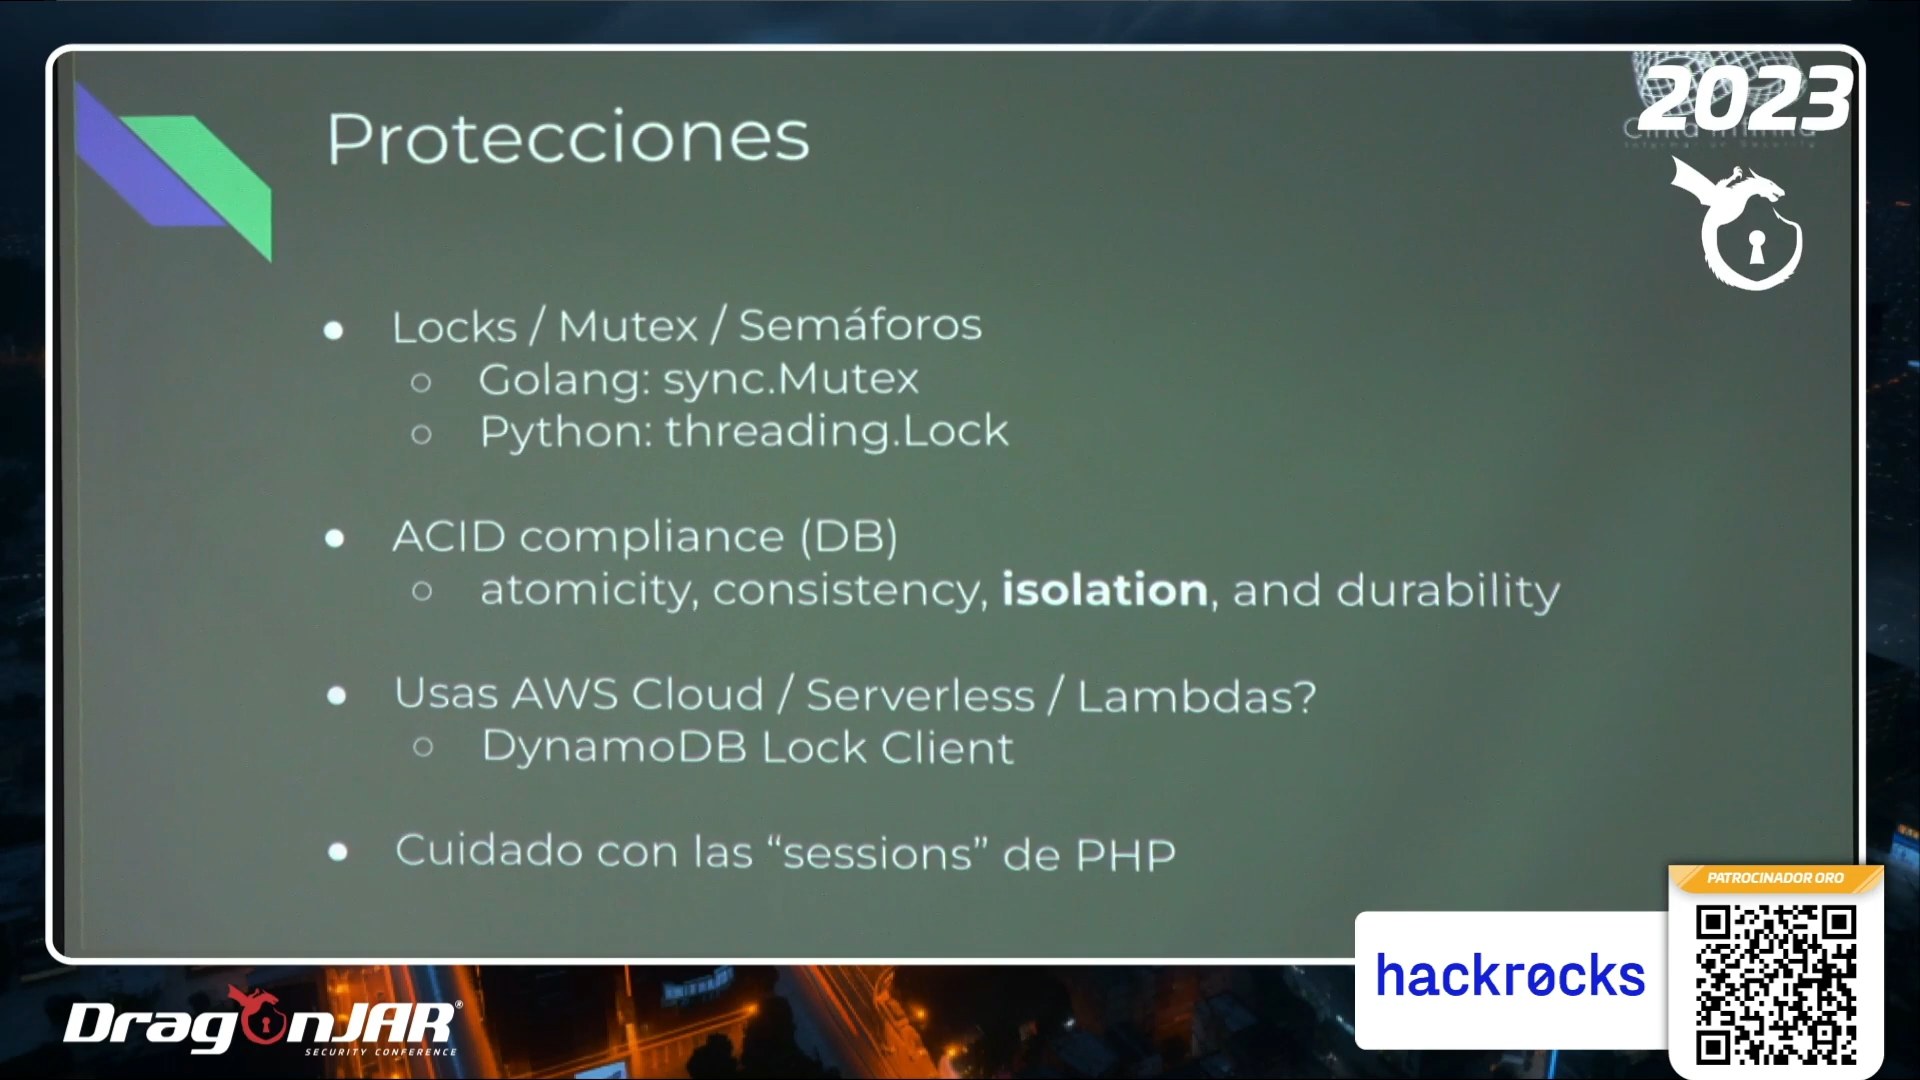 Protecciones
2023
Cinta Infinita
Locks / Mutex / Semáforos
Golang: sync.Mutex
Python: threading.Lock
ACID compliance (DB)
atomicity, consistency, isolation, and durability
Usas AWS Cloud / Serverless / Lambdas?
DynamoDB Lock Client
Cuidado con las “sessions” de PHP
PATROCINADOR ORO
hackrocks
DragonJAR®
SECURITY CONFERENCE